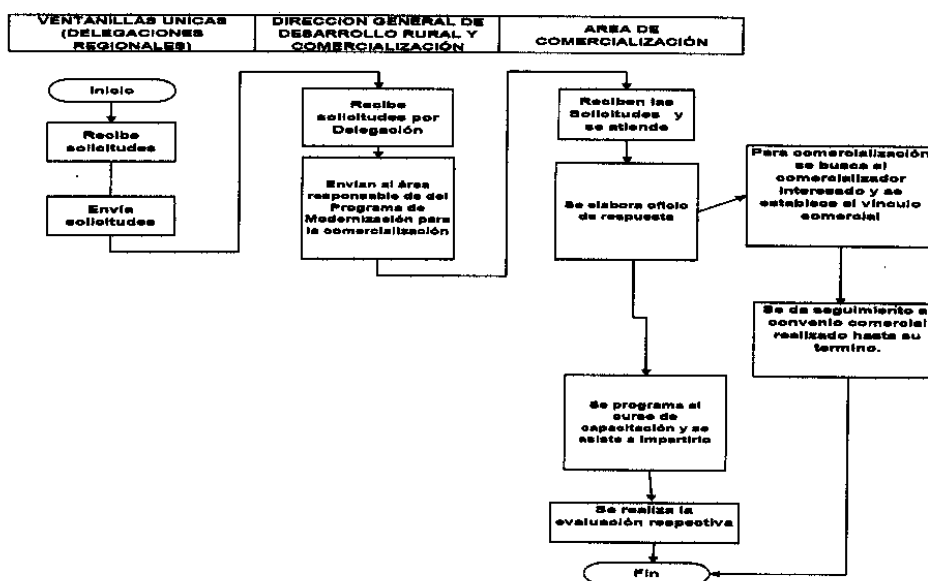 VENTANILLAS UNICAS
(DELEGACIONES
REGIONALES)
DIRECCION GENERAL DE
DESARROLLO RURAL Y
COMERCIALIZACIÓN
AREA DE
COMERCIALIZACIÓN
Inicio
Recibe
solicitudes
Envía
solicitudes
Recibe
solicitudes por
Delegación
Envían al área
responsable de del
Programa de
Modernización para
la comercialización
Reciben las
Solicitudes y
se atiende
Se elabora oficio
de respuesta
Para comercialización
se busca al
comercializador
interesado y se
establece el vínculo
comercial
Se da seguimiento al
convenio comercial
realizado hasta su
termino.
Se programa el
curso de
capacitación y se
asiste a impartirlo
Se realiza la
evaluación respectiva
Fin